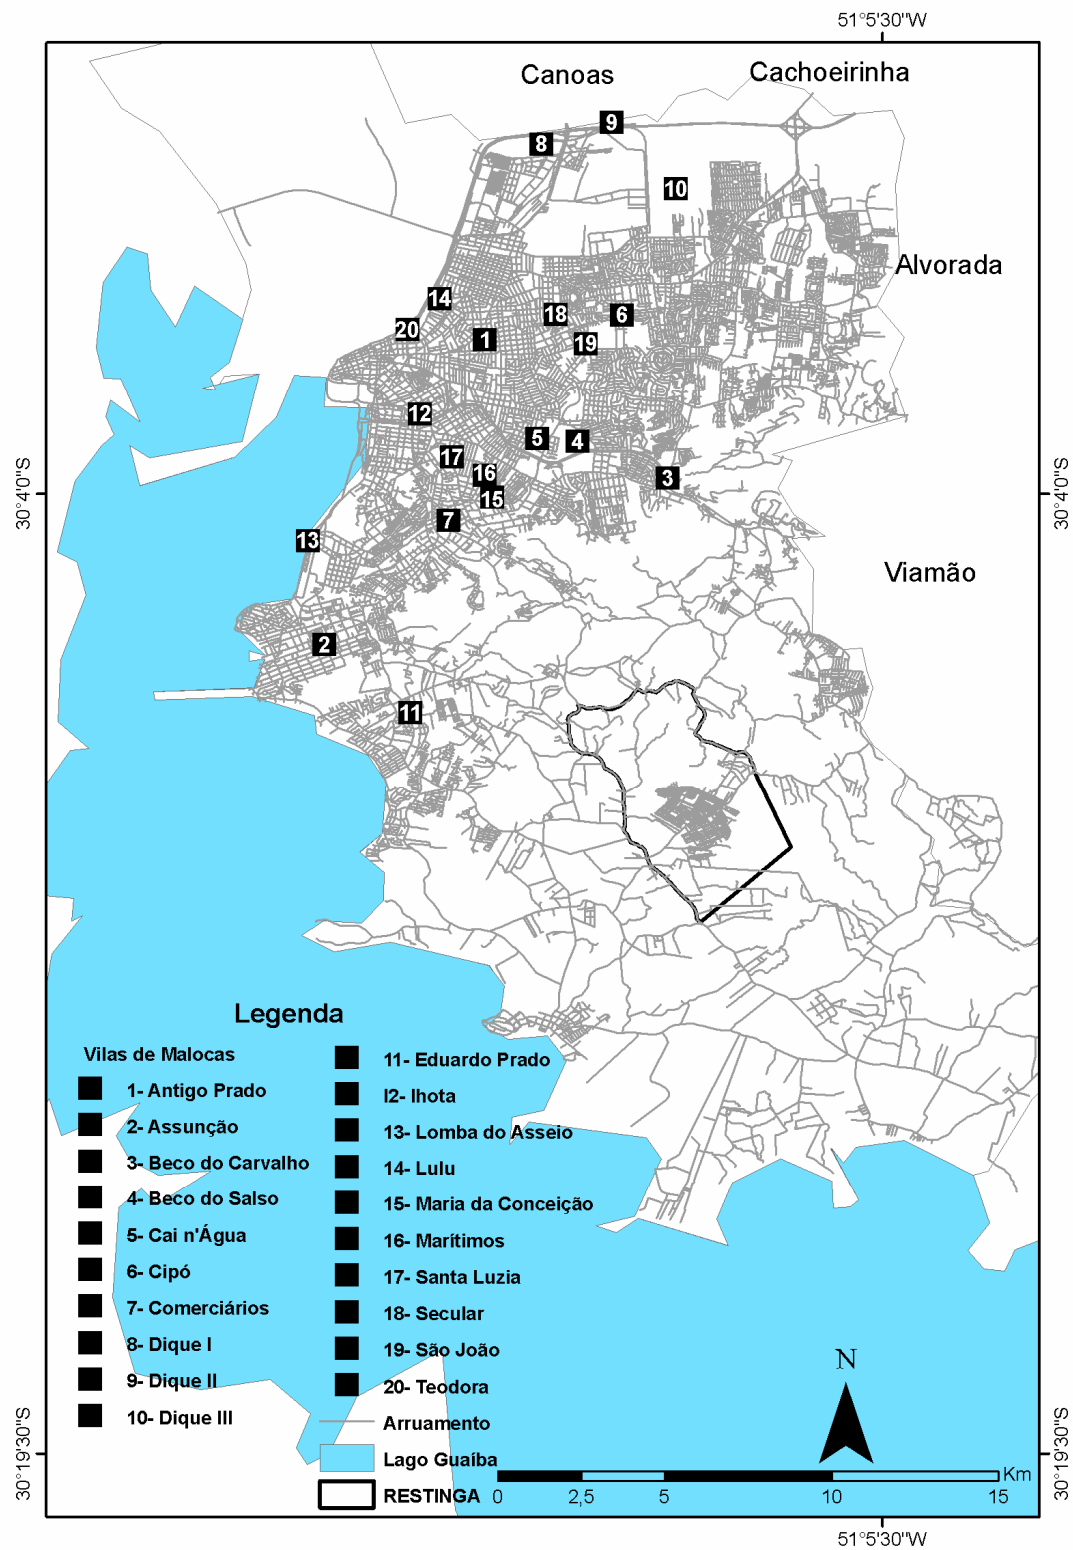 51°5'30"W
Canoas
Cachoeirinha
9
8
10
Alvorada
14
18
6
20
1
19
12
5
4
17
16
3
15
30°4'0"S
30°4'0"S
7
13
Viamão
2
11
Legenda
Vilas de Malocas
1- Antigo Prado
2- Assunção
3- Beco do Carvalho
4- Beco do Salso
5- Cai n'Água
6- Cipó
7- Comerciários
8- Dique I
9- Dique II
10- Dique III
11- Eduardo Prado
I2- Ihota
13- Lomba do Asseio
14- Lulu
15- Maria da Conceição
16- Marítimos
17- Santa Luzia
18- Secular
19- São João
20- Teodora
Arruamento
Lago Guaíba
RESTINGA
N
Km
0 2,5 5 10 15
30°19'30"S
30°19'30"S
51°5'30"W